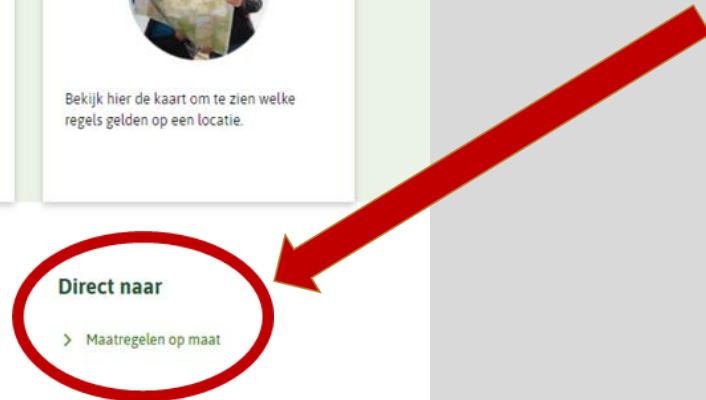 Bekijk hier de kaart om te zien welke
regels gelden op een locatie.
Direct naar
Maatregelen op maat